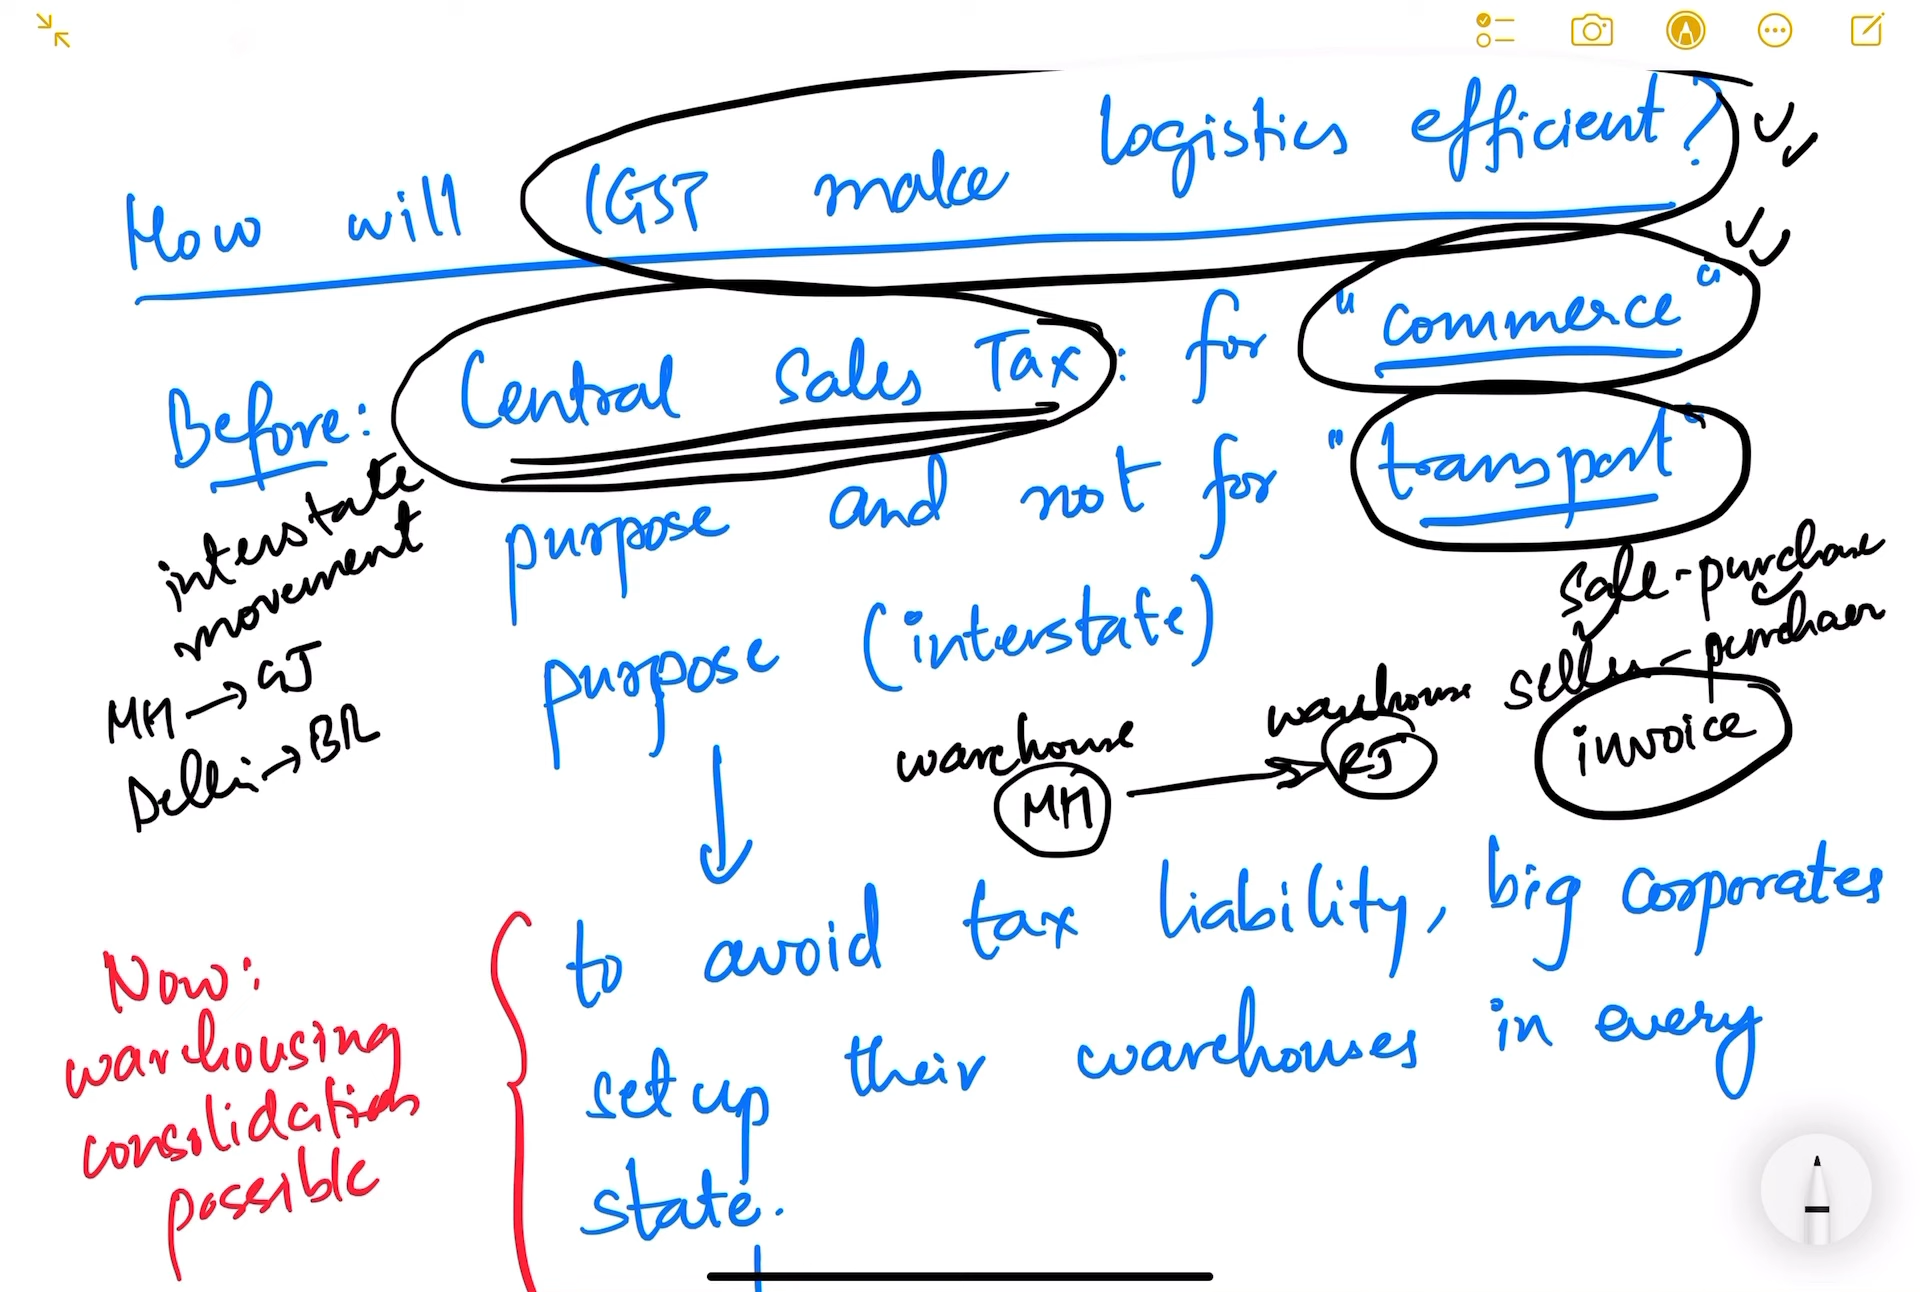 How will IGST make logistics efficient?
Before: Central Sales Tax: for "commerce"
purpose and not for "transport"
purpose (interstate)
interstate
movement
MH → GJ
Delhi → BR
sale-purchase
seller-purchaser
invoice
warehouse warehouse
MH → RJ
to avoid tax liability, big corporates
set up their warehouses in every
state.
Now:
warehousing
consolidation
possible